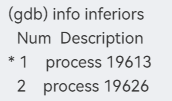 (gdb) info inferiors
Num Description
* 1 process 19613
2 process 19626